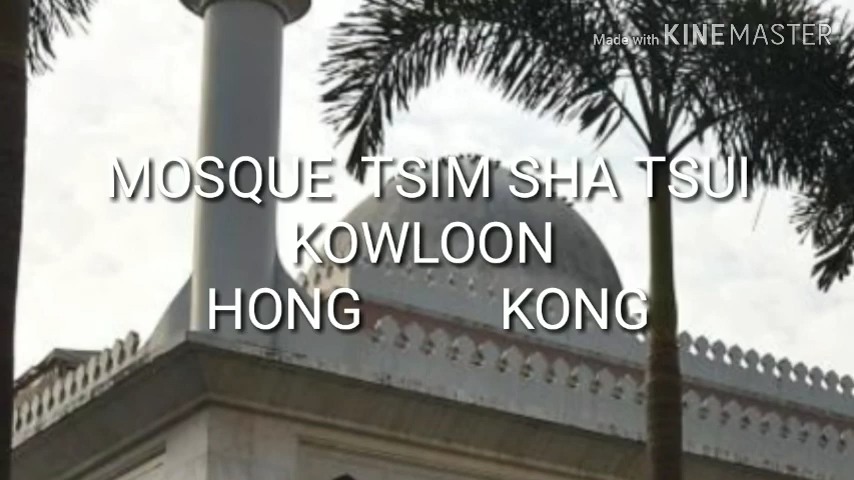 Made with KINEMASTER
MOSQUE TSIM SHA TSUI
KOWLOON
HONG KONG